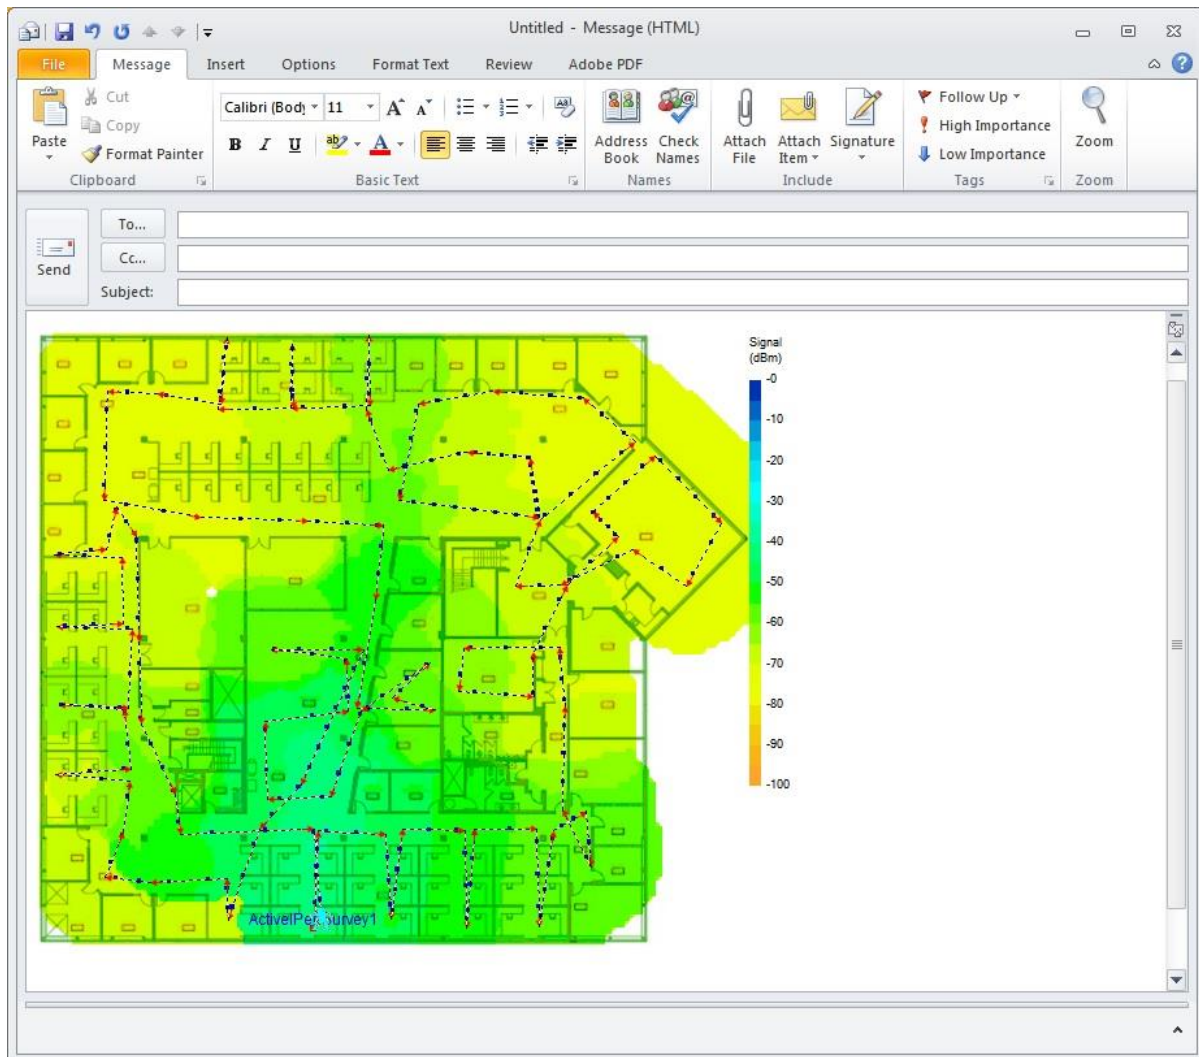 Untitled - Message (HTML)
File Message Insert Options Format Text Review Adobe PDF
Paste
Cut
Copy
Format Painter
Clipboard
Calibri (Body 11
B I U
Basic Text
Address Book
Check Names
Names
Attach File
Attach Item
Signature
Include
Follow Up
High Importance
Low Importance
Tags
Zoom
Zoom
Send
To...
Cc...
Subject:
Signal
(dBm)
-0
-10
-20
-30
-40
-50
-60
-70
-80
-90
-100